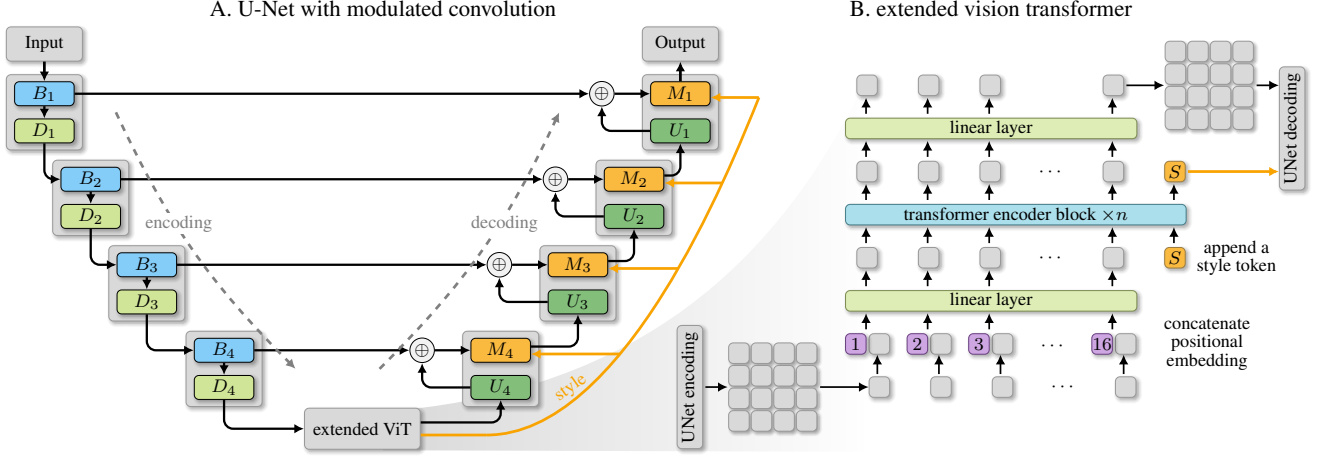 A. U-Net with modulated convolution
Input
Output
B₁
D₁
B₂
D₂
B₃
D₃
B₄
D₄
⊕
M₁
U₁
⊕
M₂
U₂
⊕
M₃
U₃
⊕
M₄
U₄
encoding
decoding
extended ViT
style
B. extended vision transformer
linear layer
...
S
UNet decoding
transformer encoder block ×n
...
S
append a
style token
linear layer
1
2
3
...
16
concatenate
positional
embedding
...
UNet encoding